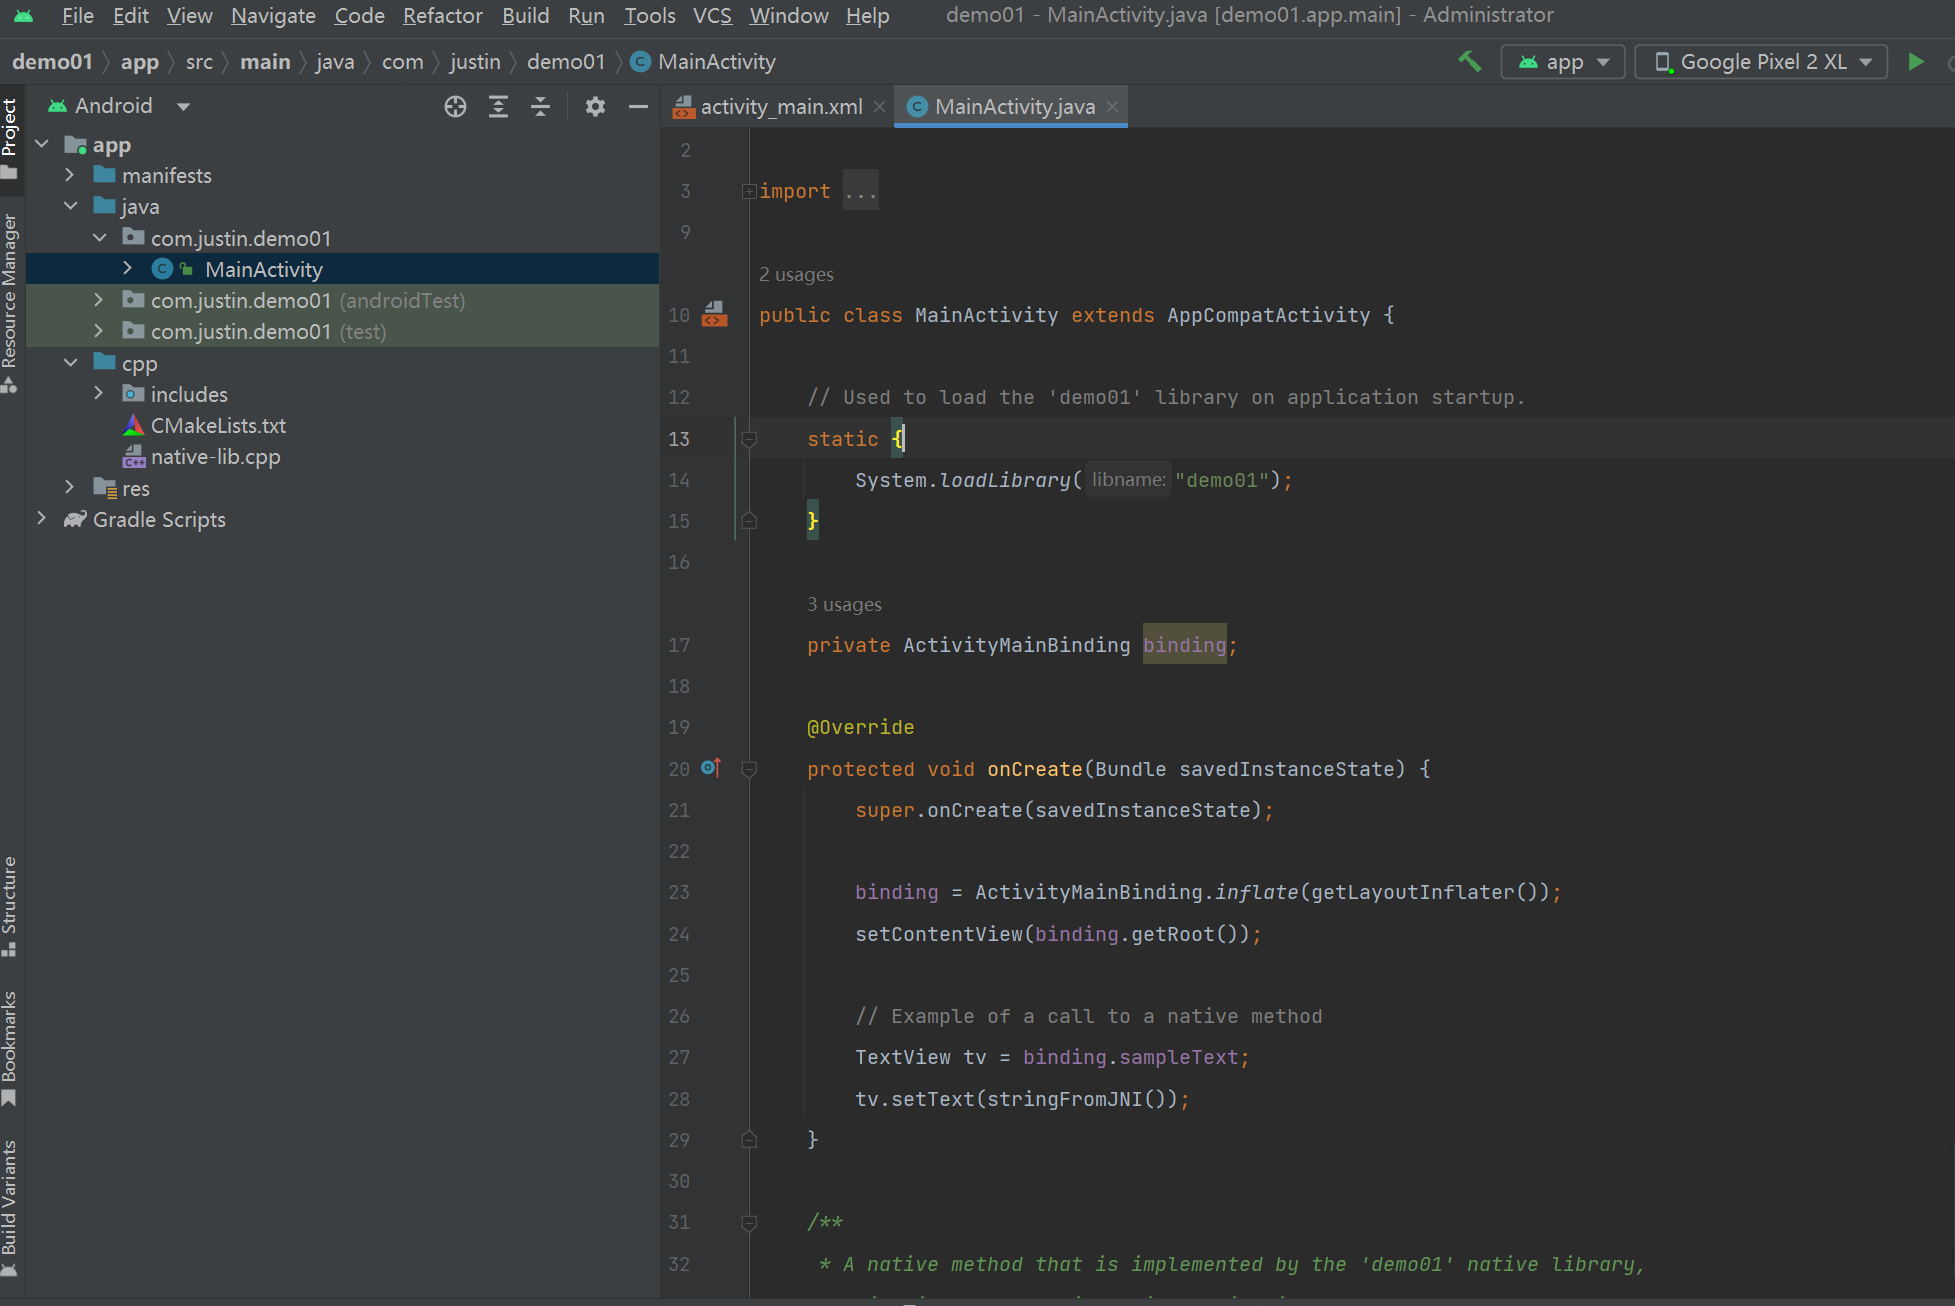 File Edit View Navigate Code Refactor Build Run Tools VCS Window Help demo01 - MainActivity.java [demo01.app.main] - Administrator
demo01 app src main java com justin demo01 MainActivity app Google Pixel 2 XL
Project
Resource Manager
Structure
Bookmarks
Build Variants
Android
app
manifests
java
com.justin.demo01
MainActivity
com.justin.demo01 (androidTest)
com.justin.demo01 (test)
cpp
includes
CMakeLists.txt
native-lib.cpp
res
Gradle Scripts
activity_main.xml MainActivity.java
2
3 import ...
9
2 usages
10 public class MainActivity extends AppCompatActivity {
11
12 // Used to load the 'demo01' library on application startup.
13 static {
14 System.loadLibrary( libname: "demo01");
15 }
16
3 usages
17 private ActivityMainBinding binding;
18
19 @Override
20 protected void onCreate(Bundle savedInstanceState) {
21 super.onCreate(savedInstanceState);
22
23 binding = ActivityMainBinding.inflate(getLayoutInflater());
24 setContentView(binding.getRoot());
25
26 // Example of a call to a native method
27 TextView tv = binding.sampleText;
28 tv.setText(stringFromJNI());
29 }
30
31 /**
32 * A native method that is implemented by the 'demo01' native library,